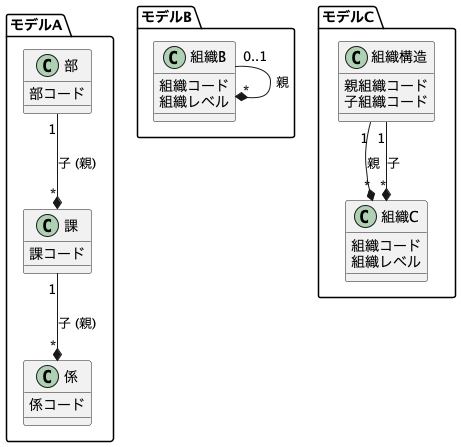 モデルA
C 部
部コード
1
子 (親)
*
C 課
課コード
1
子 (親)
*
C 係
係コード
モデルB
C 組織B
組織コード
組織レベル
0..1
親
*
モデルC
C 組織構造
親組織コード
子組織コード
1 1
親 子
* *
C 組織C
組織コード
組織レベル